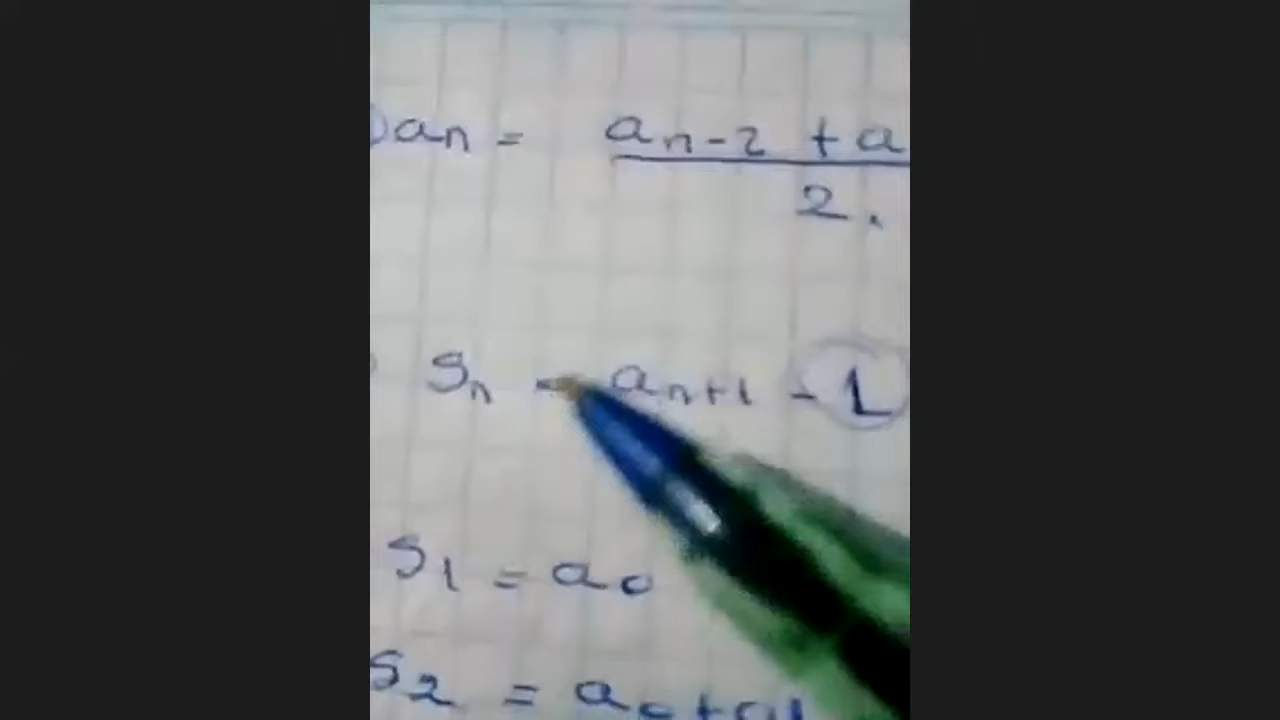 an = an-2 + a
2.
Sn = an+1 - 1
S1 = a0
S2 = a0 + a1